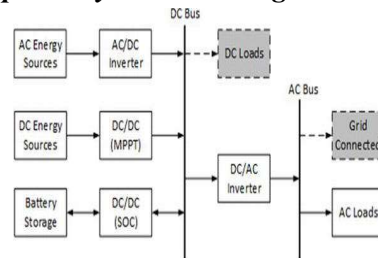 DC Bus
AC Energy
Sources
AC/DC
Inverter
DC Loads
AC Bus
DC Energy
Sources
DC/DC
(MPPT)
Grid
Connected
DC/AC
Inverter
Battery
Storage
DC/DC
(SOC)
AC Loads